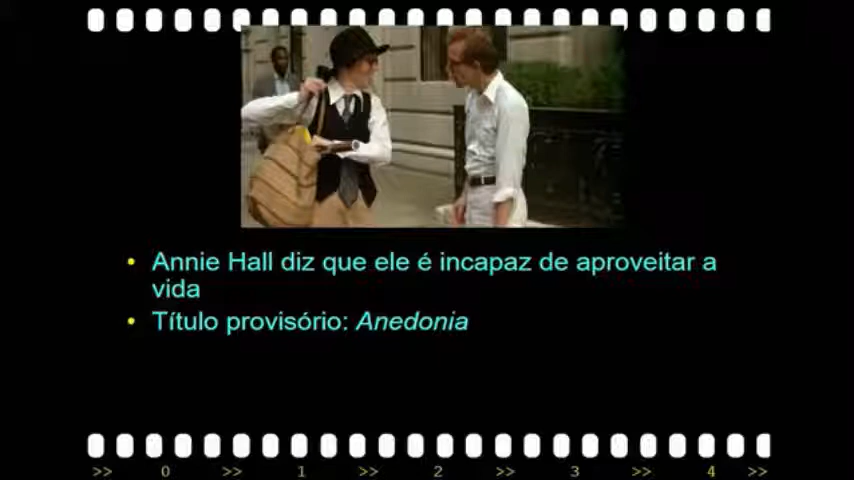 Annie Hall diz que ele é incapaz de aproveitar a
vida
Título provisório: Anedonia
>> 0 >> 1 >> 2 >> 3 >> 4 >>